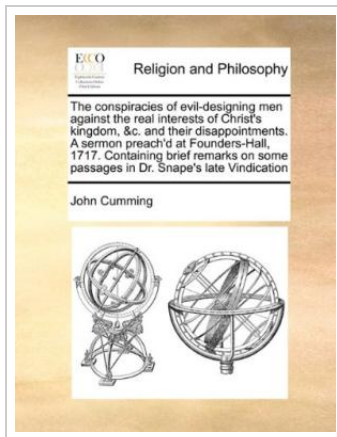 ECCO
Religion and Philosophy
The conspiracies of evil-designing men
against the real interests of Christ's
kingdom, &c. and their disappointments.
A sermon preach'd at Founders-Hall,
1717. Containing brief remarks on some
passages in Dr. Snape's late Vindication
John Cumming